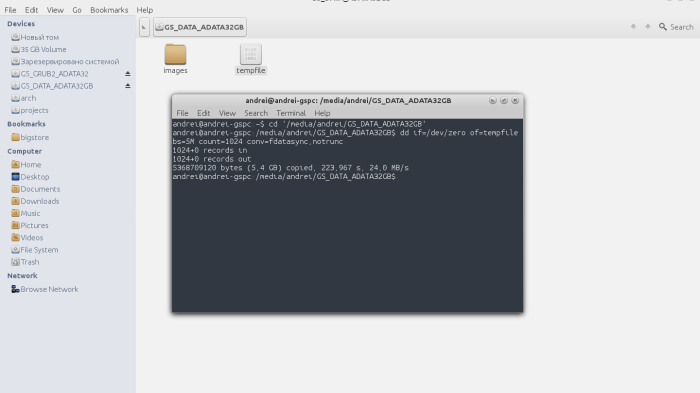 File Edit View Go Bookmarks Help
Devices
Новый том
35 GB Volume
Зарезервировано системой
GS_GRUB2_ADATA32
GS_DATA_ADATA32GB
arch
projects
Bookmarks
bigstore
Computer
Home
Desktop
Documents
Downloads
Music
Pictures
Videos
File System
Trash
Network
Browse Network
GS_DATA_ADATA32GB
Search
images
tempfile
andrei@andrei-gspc: /media/andrei/GS_DATA_ADATA32GB
File Edit View Search Terminal Help
andrei@andrei-gspc ~$ cd '/media/andrei/GS_DATA_ADATA32GB'
andrei@andrei-gspc /media/andrei/GS_DATA_ADATA32GB$ dd if=/dev/zero of=tempfile
bs=5M count=1024 conv=fdatasync,notrunc
1024+0 records in
1024+0 records out
5368709120 bytes (5,4 GB) copied, 223,967 s, 24,0 MB/s
andrei@andrei-gspc /media/andrei/GS_DATA_ADATA32GB$